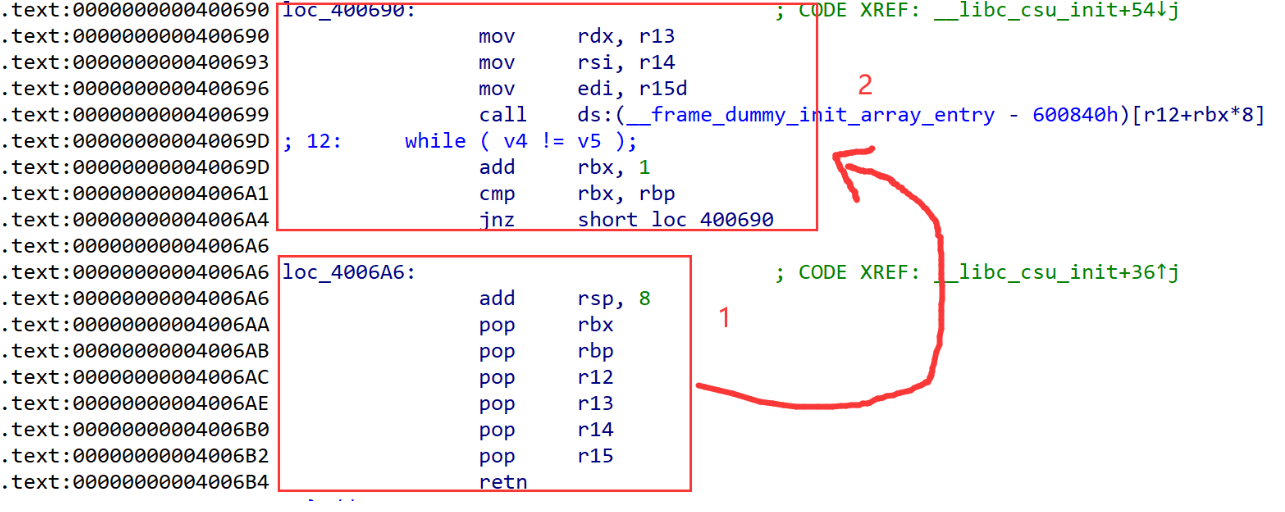 .text:0000000000400690 loc_400690: ; CODE XREF: __libc_csu_init+54↓j
.text:0000000000400690 mov rdx, r13
.text:0000000000400693 mov rsi, r14
.text:0000000000400696 mov edi, r15d
.text:0000000000400699 call ds:(__frame_dummy_init_array_entry - 600840h)[r12+rbx*8]
.text:000000000040069D ; 12: while ( v4 != v5 );
.text:000000000040069D add rbx, 1
.text:00000000004006A1 cmp rbx, rbp
.text:00000000004006A4 jnz short loc_400690
.text:00000000004006A6
.text:00000000004006A6 loc_4006A6: ; CODE XREF: __libc_csu_init+36↑j
.text:00000000004006A6 add rsp, 8
.text:00000000004006AA pop rbx
.text:00000000004006AB pop rbp
.text:00000000004006AC pop r12
.text:00000000004006AE pop r13
.text:00000000004006B0 pop r14
.text:00000000004006B2 pop r15
.text:00000000004006B4 retn
2
1